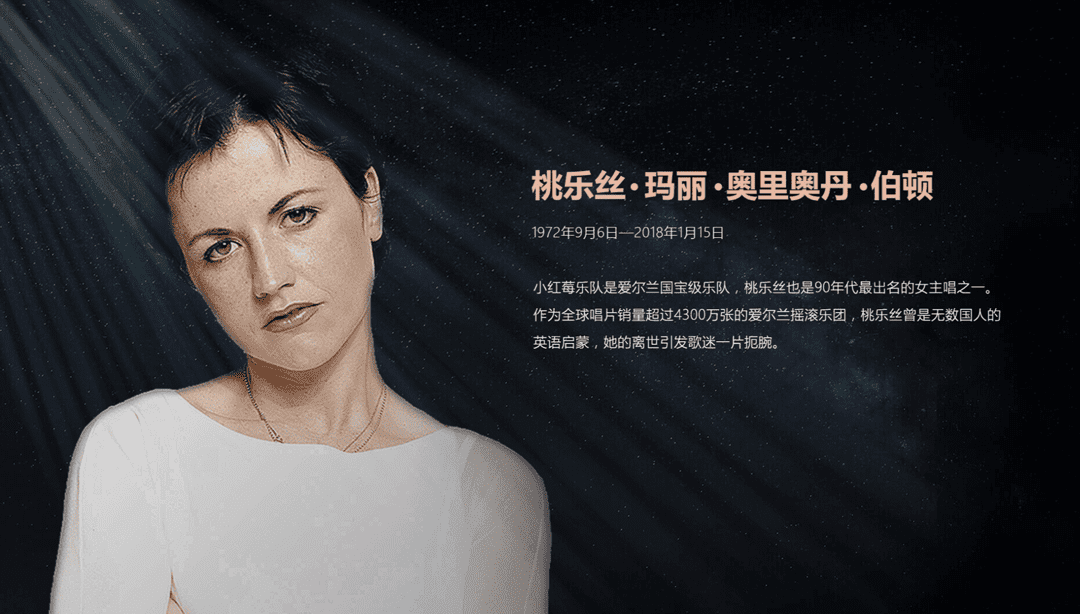 桃乐丝·玛丽·奥里奥丹·伯顿
1972年9月6日—2018年1月15日
小红莓乐队是爱尔兰国宝级乐队，桃乐丝也是90年代最出名的女主唱之一。
作为全球唱片销量超过4300万张的爱尔兰摇滚乐团，桃乐丝曾是无数国人的
英语启蒙，她的离世引发歌迷一片扼腕。